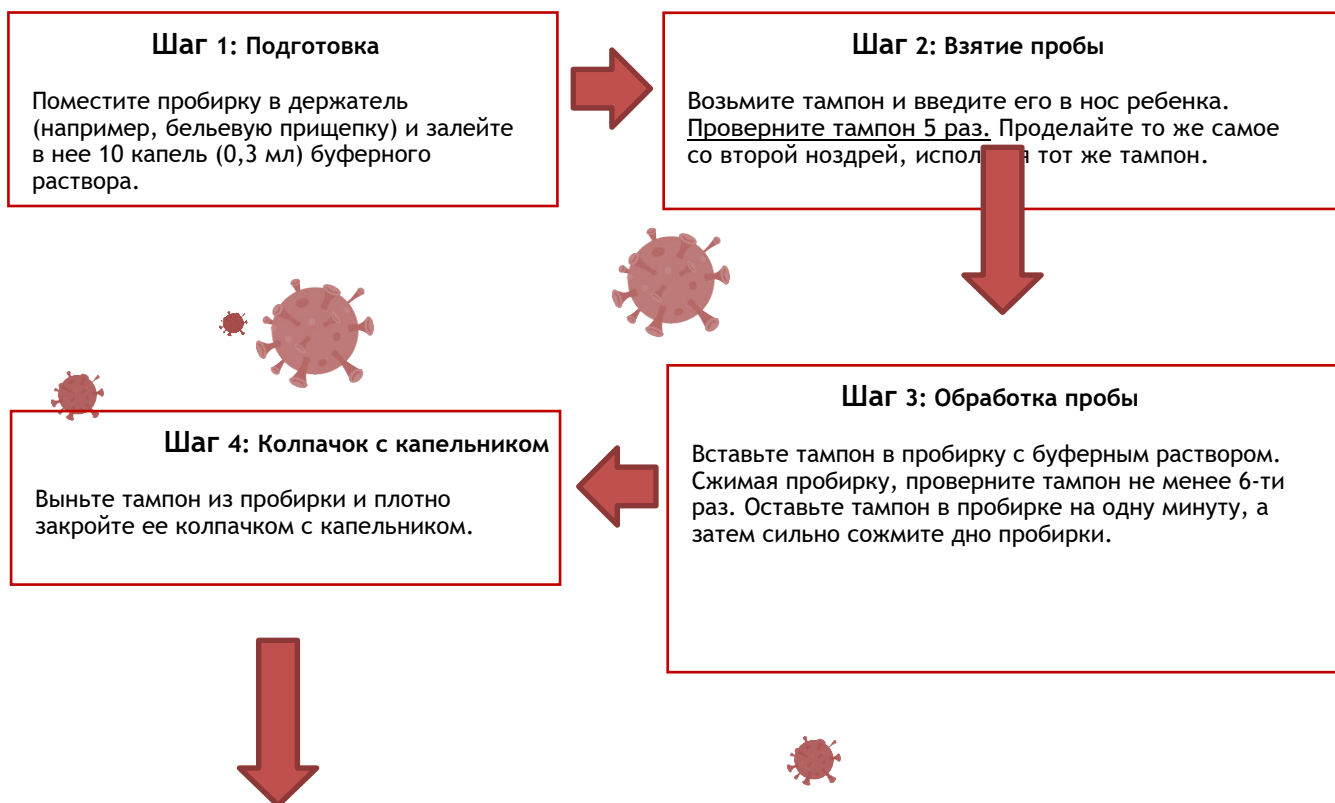 Шаг 1: Подготовка
Поместите пробирку в держатель
(например, бельевую прищепку) и залейте
в нее 10 капель (0,3 мл) буферного
раствора.
Шаг 2: Взятие пробы
Возьмите тампон и введите его в нос ребенка.
Проверните тампон 5 раз. Проделайте то же самое
со второй ноздрей, тот же тампон.
Шаг 3: Обработка пробы
Вставьте тампон в пробирку с буферным раствором.
Сжимая пробирку, проверните тампон не менее 6-ти
раз. Оставьте тампон в пробирке на одну минуту, а
затем сильно сожмите дно пробирки.
Шаг 4: Колпачок с капельником
Выньте тампон из пробирки и плотно
закройте ее колпачком с капельником.